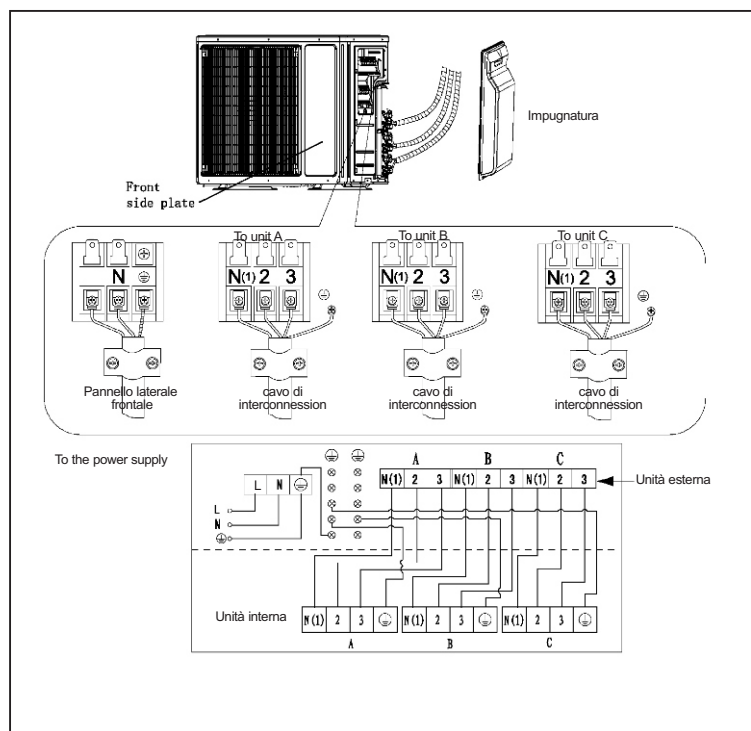 Impugnatura
Front
side plate
To unit A
To unit B
To unit C
N
N(1) 2 3
N(1) 2 3
N(1) 2 3
Pannello laterale
frontale
cavo di
interconnession
cavo di
interconnession
cavo di
interconnession
To the power supply
A B C
L N
N(1) 2 3 N(1) 2 3 N(1) 2 3
Unità esterna
L
N
Unità interna
N(1) 2 3
N(1) 2 3
N(1) 2 3
A B C